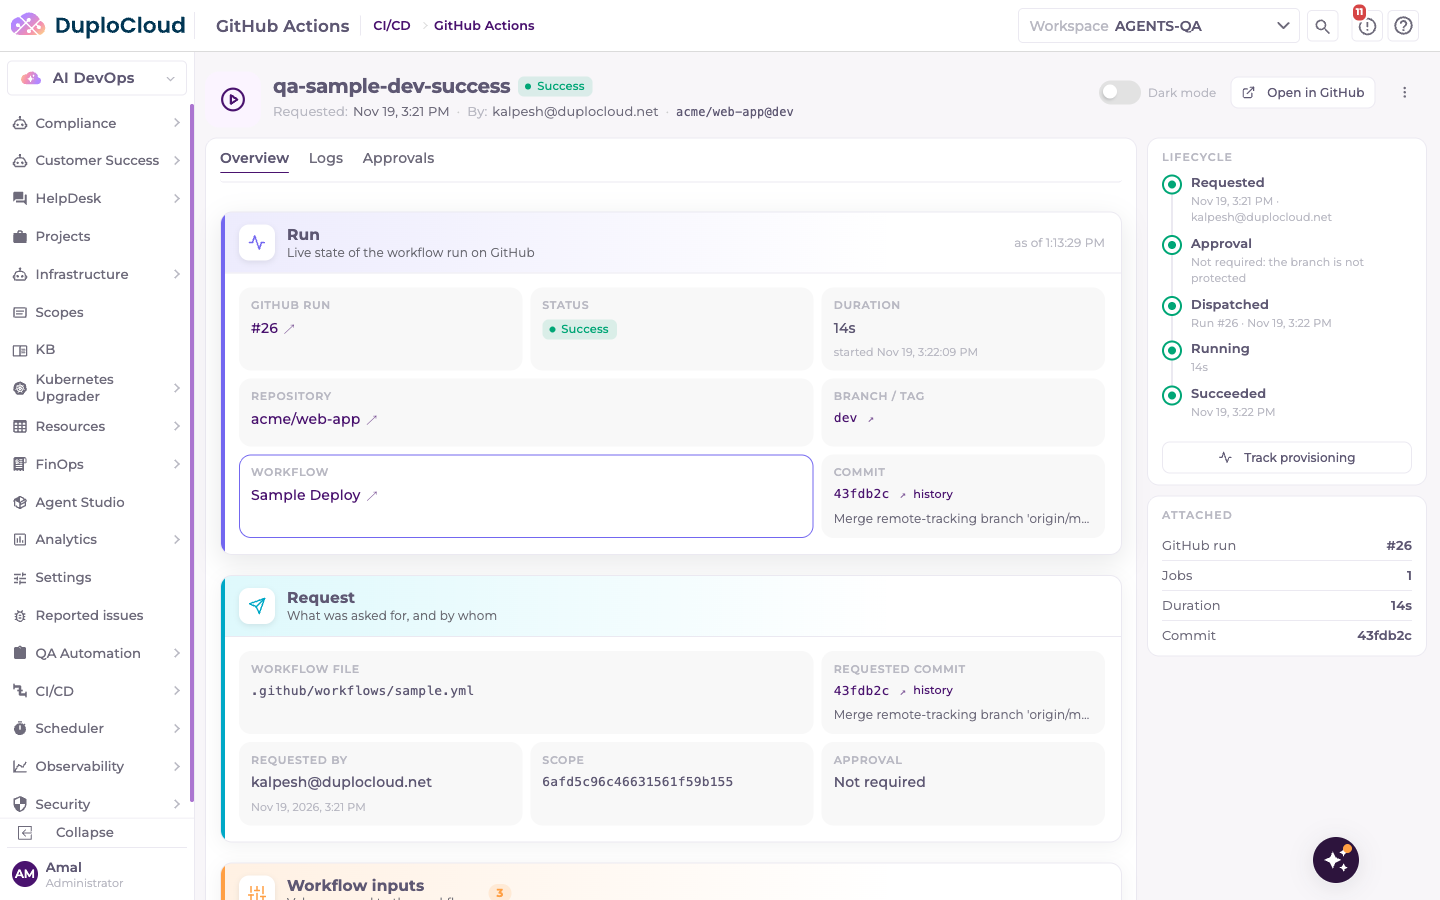 DuploCloud
GitHub Actions
CI/CD
GitHub Actions
Workspace AGENTS-QA
11
AI DevOps
Compliance
Customer Success
HelpDesk
Projects
Infrastructure
Scopes
KB
Kubernetes
Upgrader
Resources
FinOps
Agent Studio
Analytics
Settings
Reported issues
QA Automation
CI/CD
Scheduler
Observability
Security
Collapse
AM
Amal
Administrator
qa-sample-dev-success
Success
Requested: Nov 19, 3:21 PM · By: kalpesh@duplocloud.net · acme/web-app@dev
Dark mode
Open in GitHub
Overview
Logs
Approvals
Run
Live state of the workflow run on GitHub
as of 1:13:29 PM
GITHUB RUN
#26
STATUS
Success
DURATION
14s
started Nov 19, 3:22:09 PM
REPOSITORY
acme/web-app
BRANCH / TAG
dev
WORKFLOW
Sample Deploy
COMMIT
43fdb2c
history
Merge remote-tracking branch 'origin/m...
Request
What was asked for, and by whom
WORKFLOW FILE
.github/workflows/sample.yml
REQUESTED COMMIT
43fdb2c
history
Merge remote-tracking branch 'origin/m...
REQUESTED BY
kalpesh@duplocloud.net
Nov 19, 2026, 3:21 PM
SCOPE
6afd5c96c46631561f59b155
APPROVAL
Not required
Workflow inputs
3
LIFECYCLE
Requested
Nov 19, 3:21 PM ·
kalpesh@duplocloud.net
Approval
Not required: the branch is not
protected
Dispatched
Run #26 · Nov 19, 3:22 PM
Running
14s
Succeeded
Nov 19, 3:22 PM
Track provisioning
ATTACHED
GitHub run #26
Jobs 1
Duration 14s
Commit 43fdb2c